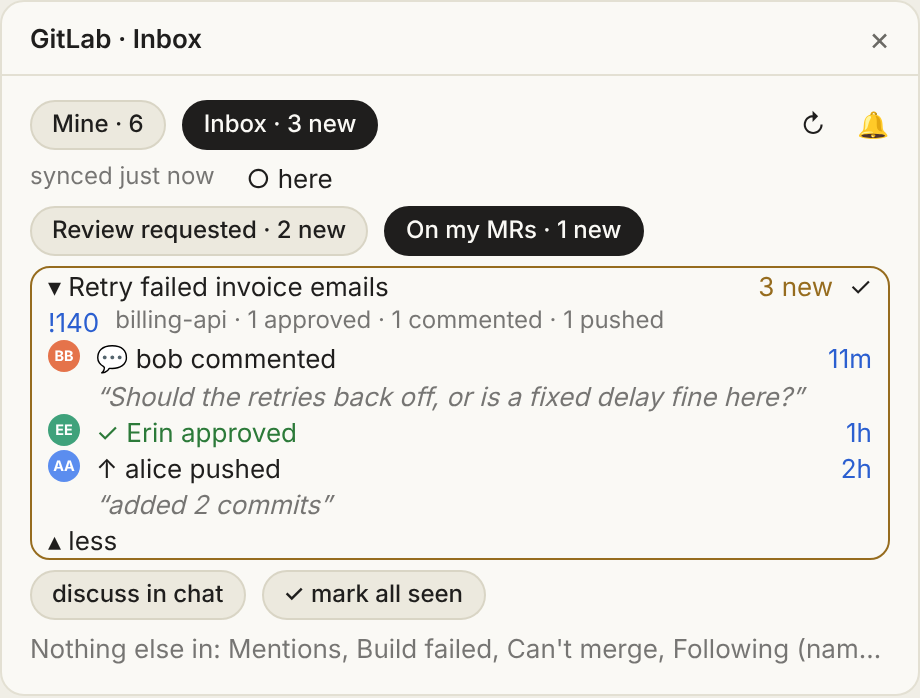 GitLab · Inbox ×
Mine · 6 Inbox · 3 new
synced just now here
Review requested · 2 new On my MRs · 1 new
▾ Retry failed invoice emails 3 new ✓
!140 billing-api · 1 approved · 1 commented · 1 pushed
BB 💬 bob commented 11m
“Should the retries back off, or is a fixed delay fine here?”
EE ✓ Erin approved 1h
AA ↑ alice pushed 2h
“added 2 commits”
▴ less
discuss in chat ✓ mark all seen
Nothing else in: Mentions, Build failed, Can't merge, Following (nam...